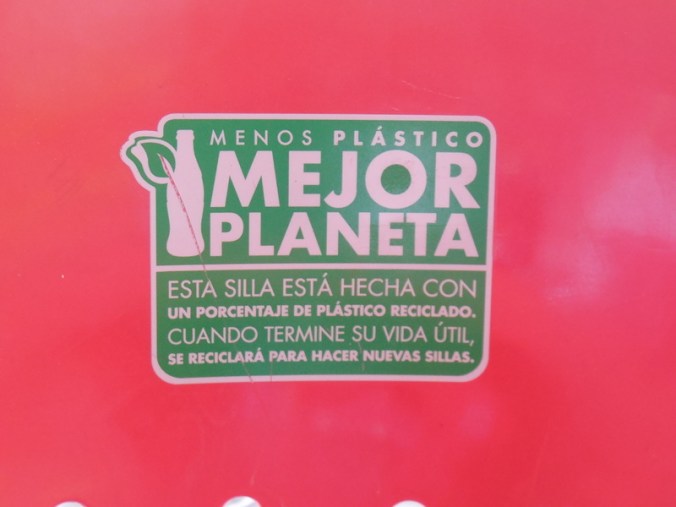 MENOS PLÁSTICO
MEJOR
PLANETA
ESTA SILLA ESTÁ HECHA CON
UN PORCENTAJE DE PLÁSTICO RECICLADO.
CUANDO TERMINE SU VIDA ÚTIL,
SE RECICLARÁ PARA HACER NUEVAS SILLAS.